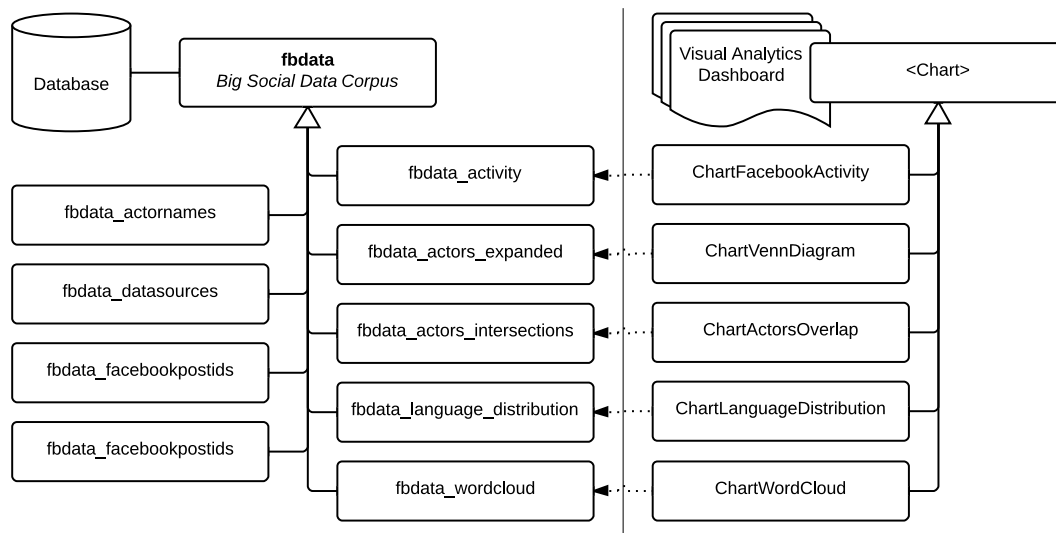 Database
fbdata
Big Social Data Corpus
Visual Analytics
Dashboard
<Chart>
fbdata_activity
ChartFacebookActivity
fbdata_actornames
fbdata_actors_expanded
ChartVennDiagram
fbdata_datasources
fbdata_actors_intersections
ChartActorsOverlap
fbdata_facebookpostids
fbdata_language_distribution
ChartLanguageDistribution
fbdata_facebookpostids
fbdata_wordcloud
ChartWordCloud